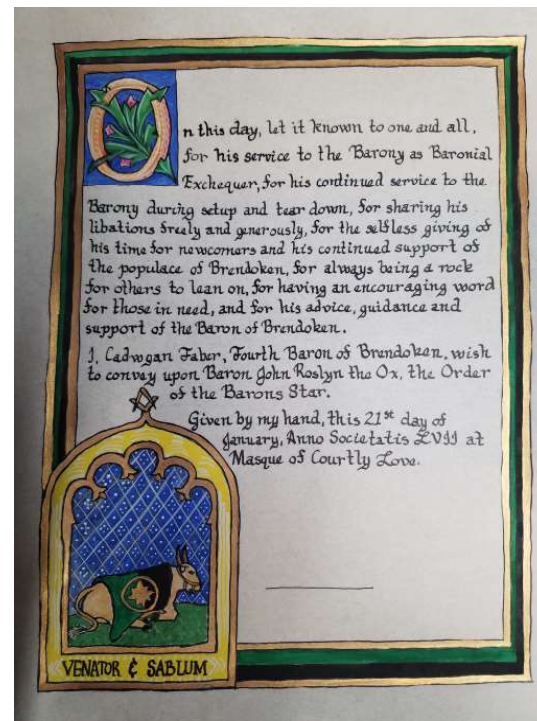 On this day, let it known to one and all,
for his service to the Barony as Baronial
Exchequer, for his continued service to the
Barony during setup and tear down, for sharing his
libations freely and generously, for the selfless giving of
his time for newcomers and his continued support of
the populace of Brendoken, for always being a rock
for others to lean on, for having an encouraging word
for those in need, and for his advice, guidance and
support of the Baron of Brendoken.
I, Cadwgan Faber, Fourth Baron of Brendoken, wish
to convey upon Baron John Roslyn the Ox, the Order
of the Barons Star.
Given by my hand, this 21st day of
January, Anno Societatis LVII at
Masque of Courtly Love.
VENATOR & SABLUM